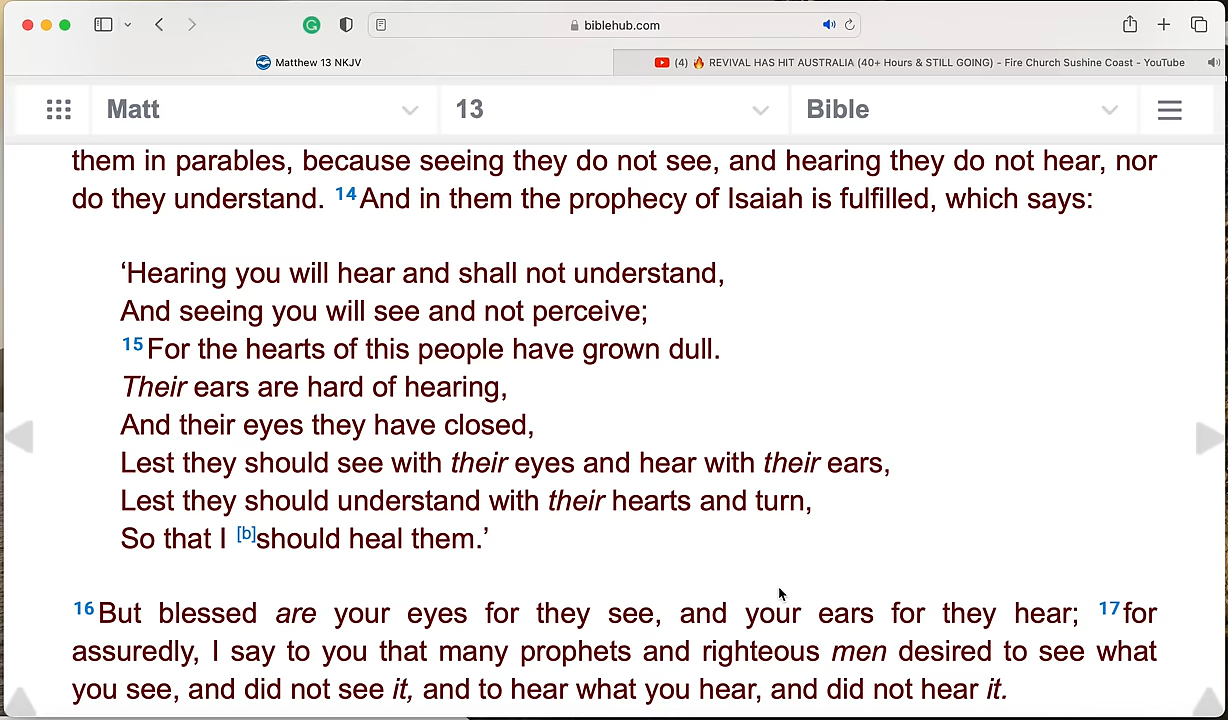 biblehub.com
Matthew 13 NKJV
(4) 🔥 REVIVAL HAS HIT AUSTRALIA (40+ Hours & STILL GOING) - Fire Church Sushine Coast - YouTube
Matt 13 Bible
them in parables, because seeing they do not see, and hearing they do not hear, nor
do they understand. 14 And in them the prophecy of Isaiah is fulfilled, which says:
‘Hearing you will hear and shall not understand,
And seeing you will see and not perceive;
15 For the hearts of this people have grown dull.
Their ears are hard of hearing,
And their eyes they have closed,
Lest they should see with their eyes and hear with their ears,
Lest they should understand with their hearts and turn,
So that I [b]should heal them.’
16 But blessed are your eyes for they see, and your ears for they hear; 17 for
assuredly, I say to you that many prophets and righteous men desired to see what
you see, and did not see it, and to hear what you hear, and did not hear it.